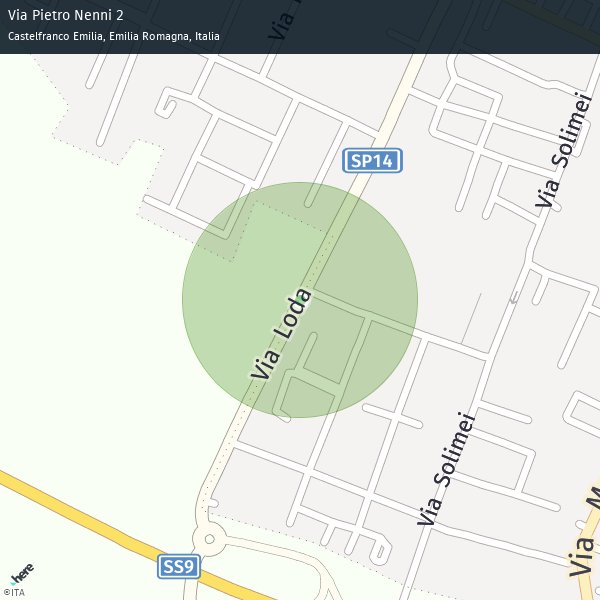 Via Pietro Nenni 2
Castelfranco Emilia, Emilia Romagna, Italia
SP14
Via Solimei
Via Loda
Via Solimei
Via M
SS9
here
©ITA